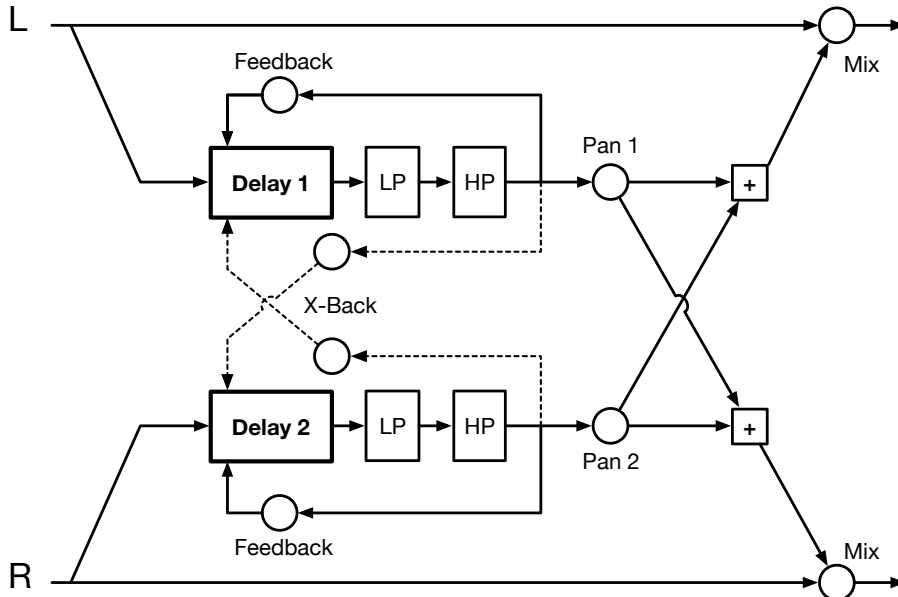 L
Mix
Feedback
Pan 1
Delay 1
LP
HP
+
X-Back
Delay 2
LP
HP
+
Pan 2
Feedback
Mix
R